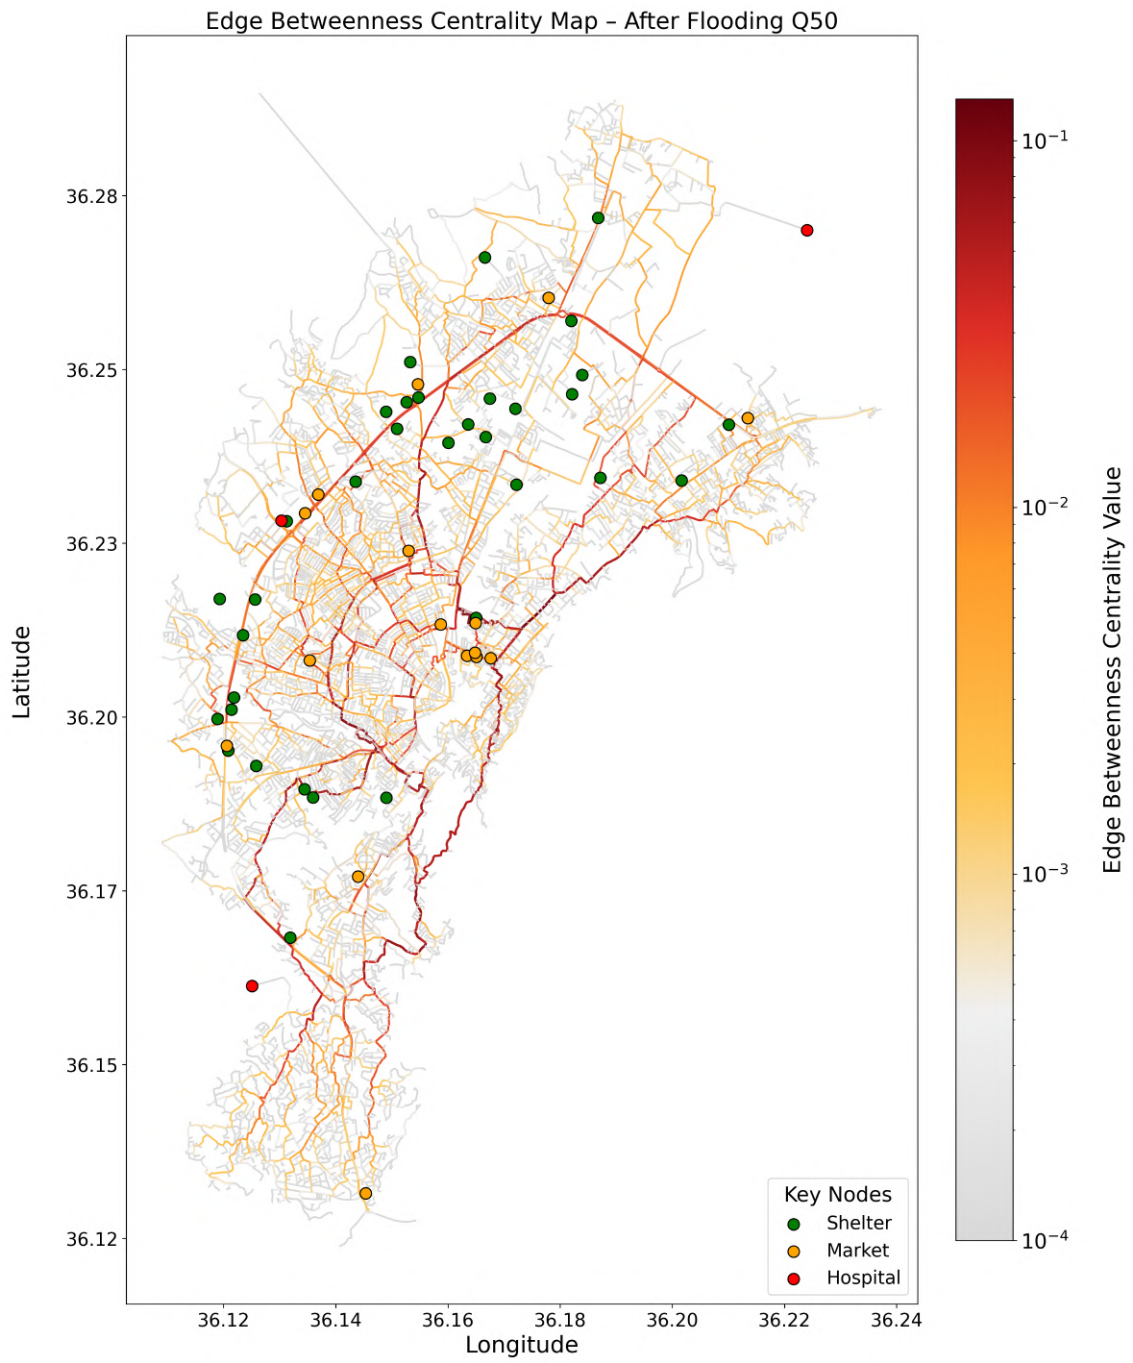 Edge Betweenness Centrality Map – After Flooding Q50
Latitude
36.28
36.25
36.23
36.20
36.17
36.15
36.12
36.12 36.14 36.16 36.18 36.20 36.22 36.24
Longitude
Key Nodes
Shelter
Market
Hospital
10⁻¹
10⁻²
10⁻³
10⁻⁴
Edge Betweenness Centrality Value